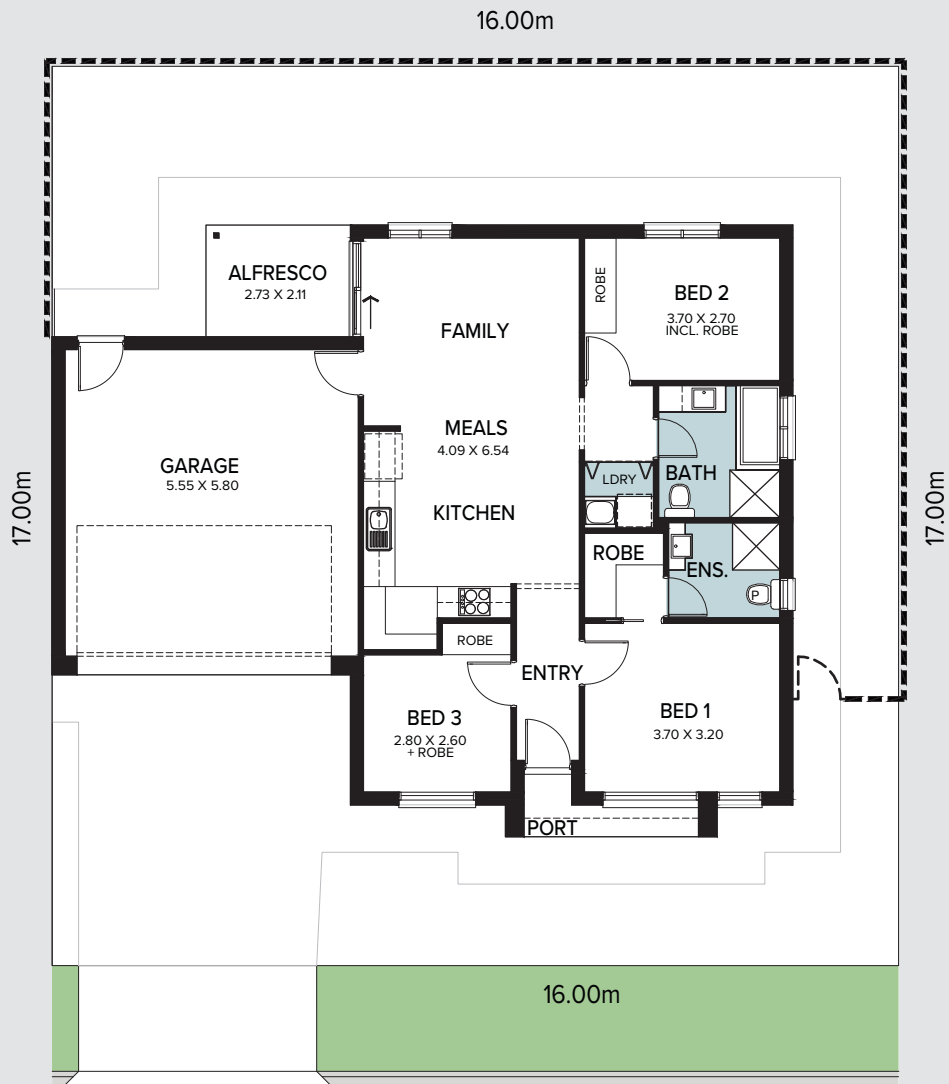 16.00m
ALFRESCO
2.73 X 2.11
ROBE
BED 2
3.70 X 2.70
INCL. ROBE
FAMILY
MEALS
4.09 X 6.54
GARAGE
5.55 X 5.80
LDRY
BATH
17.00m
17.00m
KITCHEN
ROBE
ENS.
P
ROBE
ENTRY
BED 3
2.80 X 2.60
+ ROBE
BED 1
3.70 X 3.20
PORT
16.00m